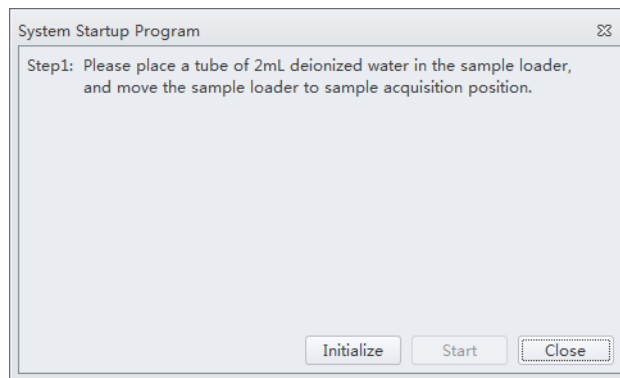 System Startup Program
Step1: Please place a tube of 2mL deionized water in the sample loader,
and move the sample loader to sample acquisition position.
Initialize Start Close